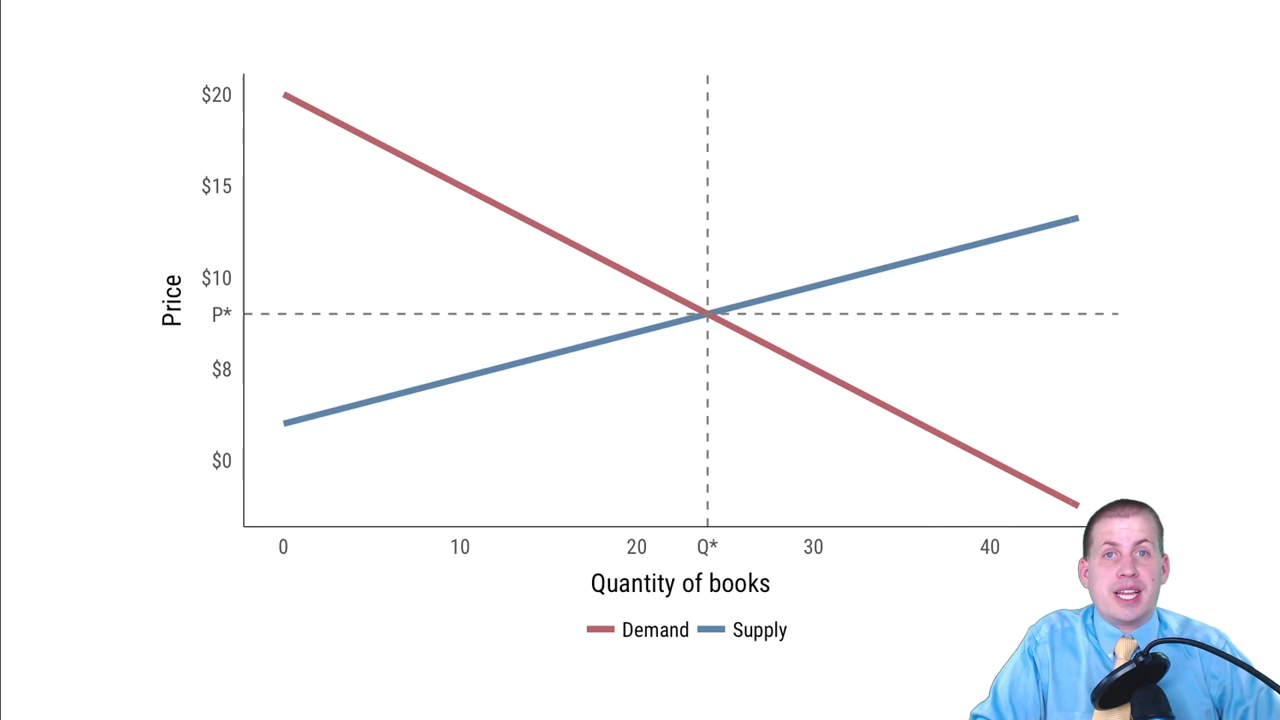 $20
$15
$10
P*
$8
$0
Price
0 10 20 Q* 30 40
Quantity of books
Demand Supply